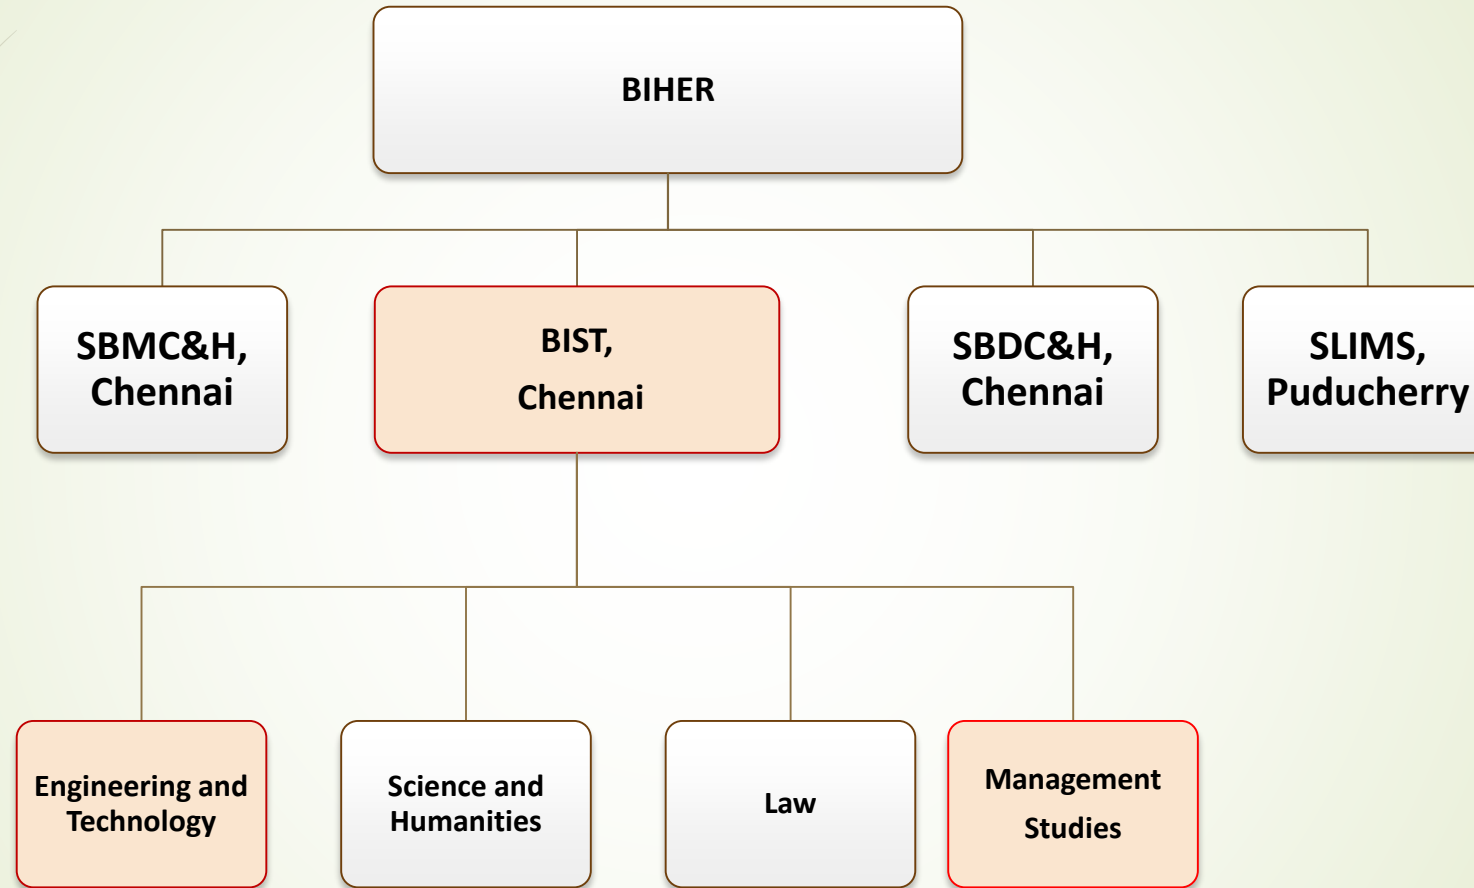 BIHER
SBMC&H,
Chennai
BIST,
Chennai
SBDC&H,
Chennai
SLIMS,
Puducherry
Engineering and
Technology
Science and
Humanities
Law
Management
Studies